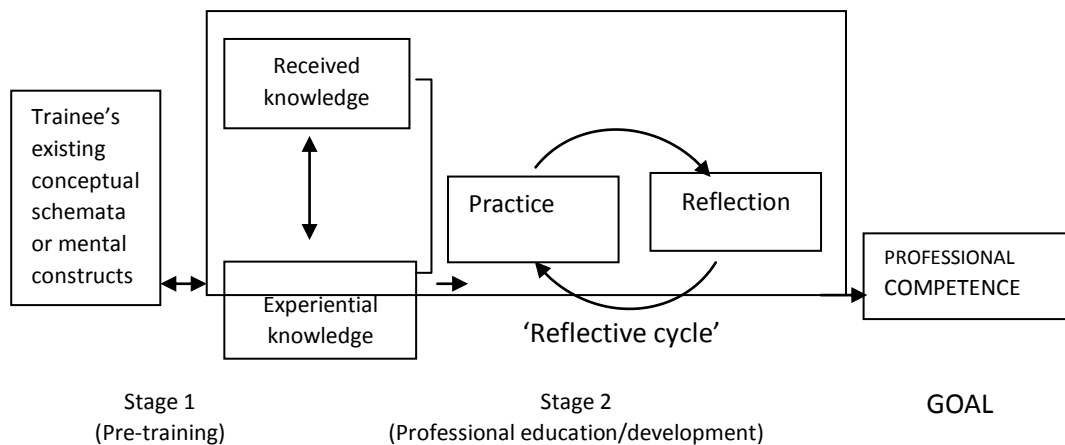 Trainee’s
existing
conceptual
schemata
or mental
constructs
Received
knowledge
Experiential
knowledge
Practice
Reflection
‘Reflective cycle’
PROFESSIONAL
COMPETENCE
Stage 1
(Pre-training)
Stage 2
(Professional education/development)
GOAL